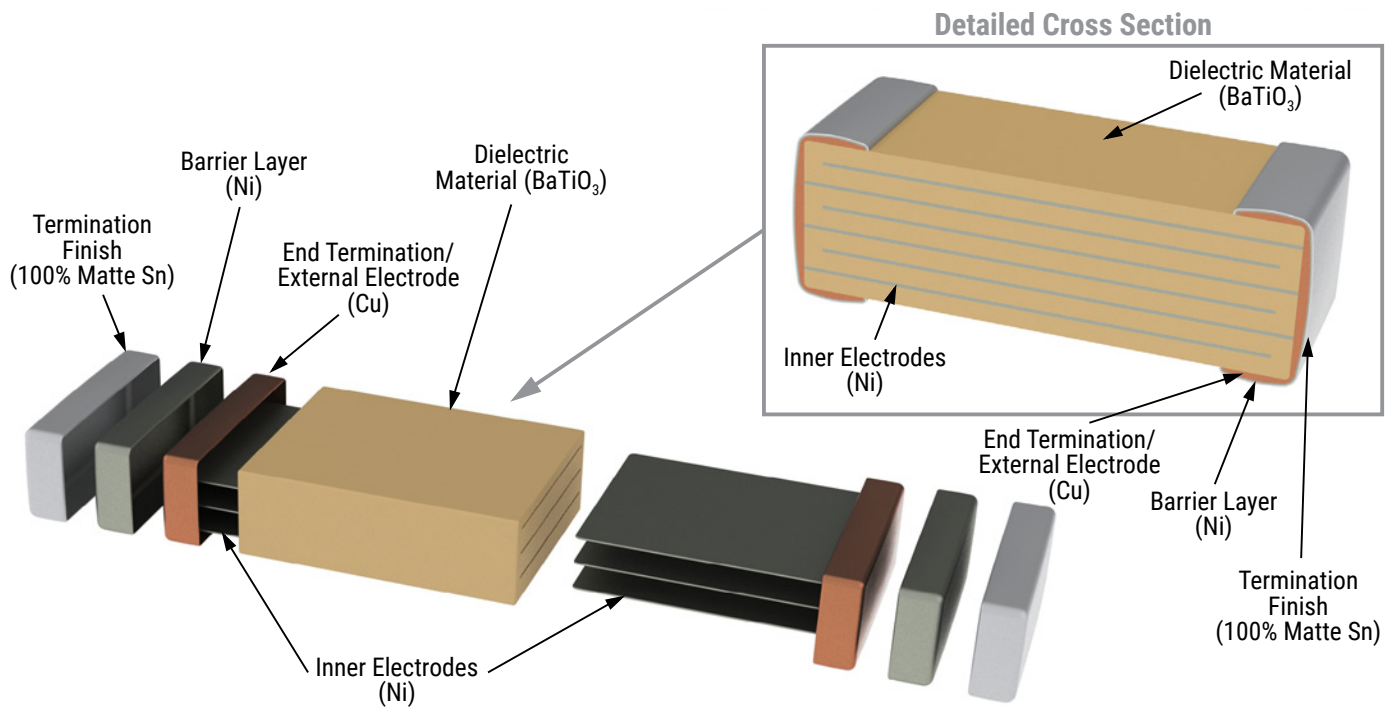 Detailed Cross Section
Dielectric Material
(BaTiO₃)
Inner Electrodes
(Ni)
End Termination/
External Electrode
(Cu)
Barrier Layer
(Ni)
Termination
Finish
(100% Matte Sn)
Termination
Finish
(100% Matte Sn)
Barrier Layer
(Ni)
End Termination/
External Electrode
(Cu)
Dielectric
Material (BaTiO₃)
Inner Electrodes
(Ni)